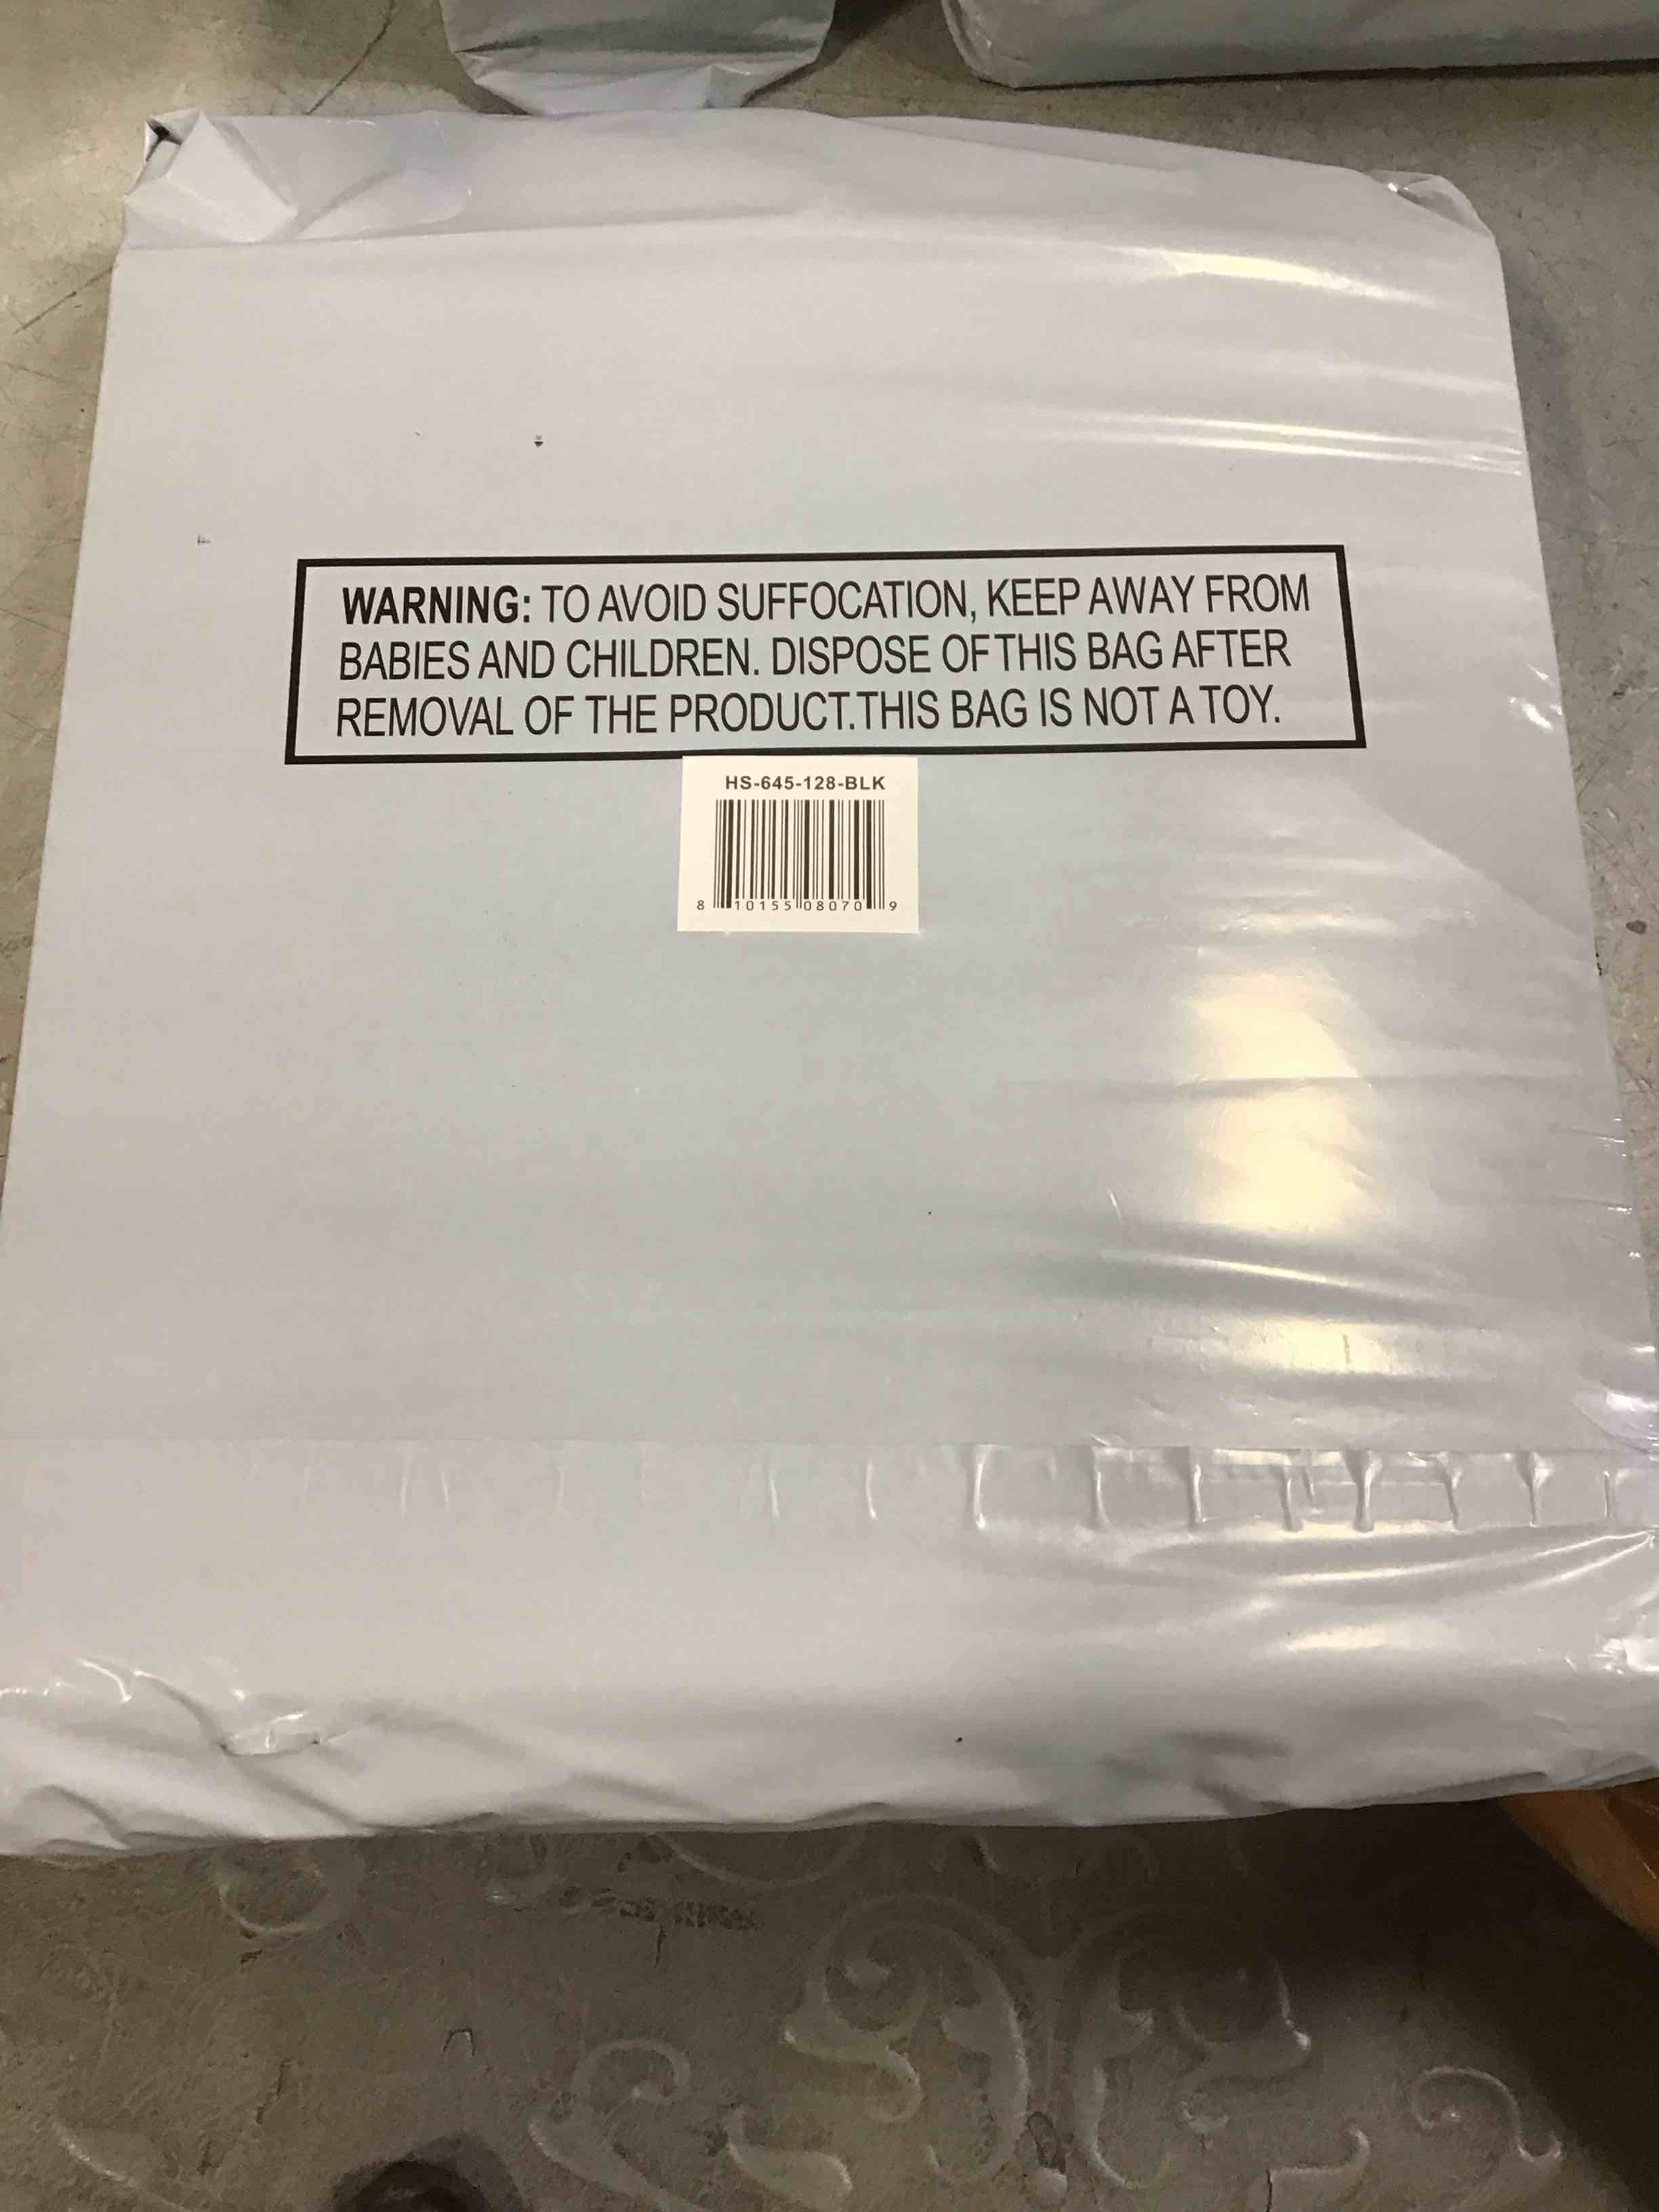 WARNING: TO AVOID SUFFOCATION, KEEP AWAY FROM
BABIES AND CHILDREN. DISPOSE OF THIS BAG AFTER
REMOVAL OF THE PRODUCT.THIS BAG IS NOT A TOY.
HS-645-128-BLK
8 10155 08070 9